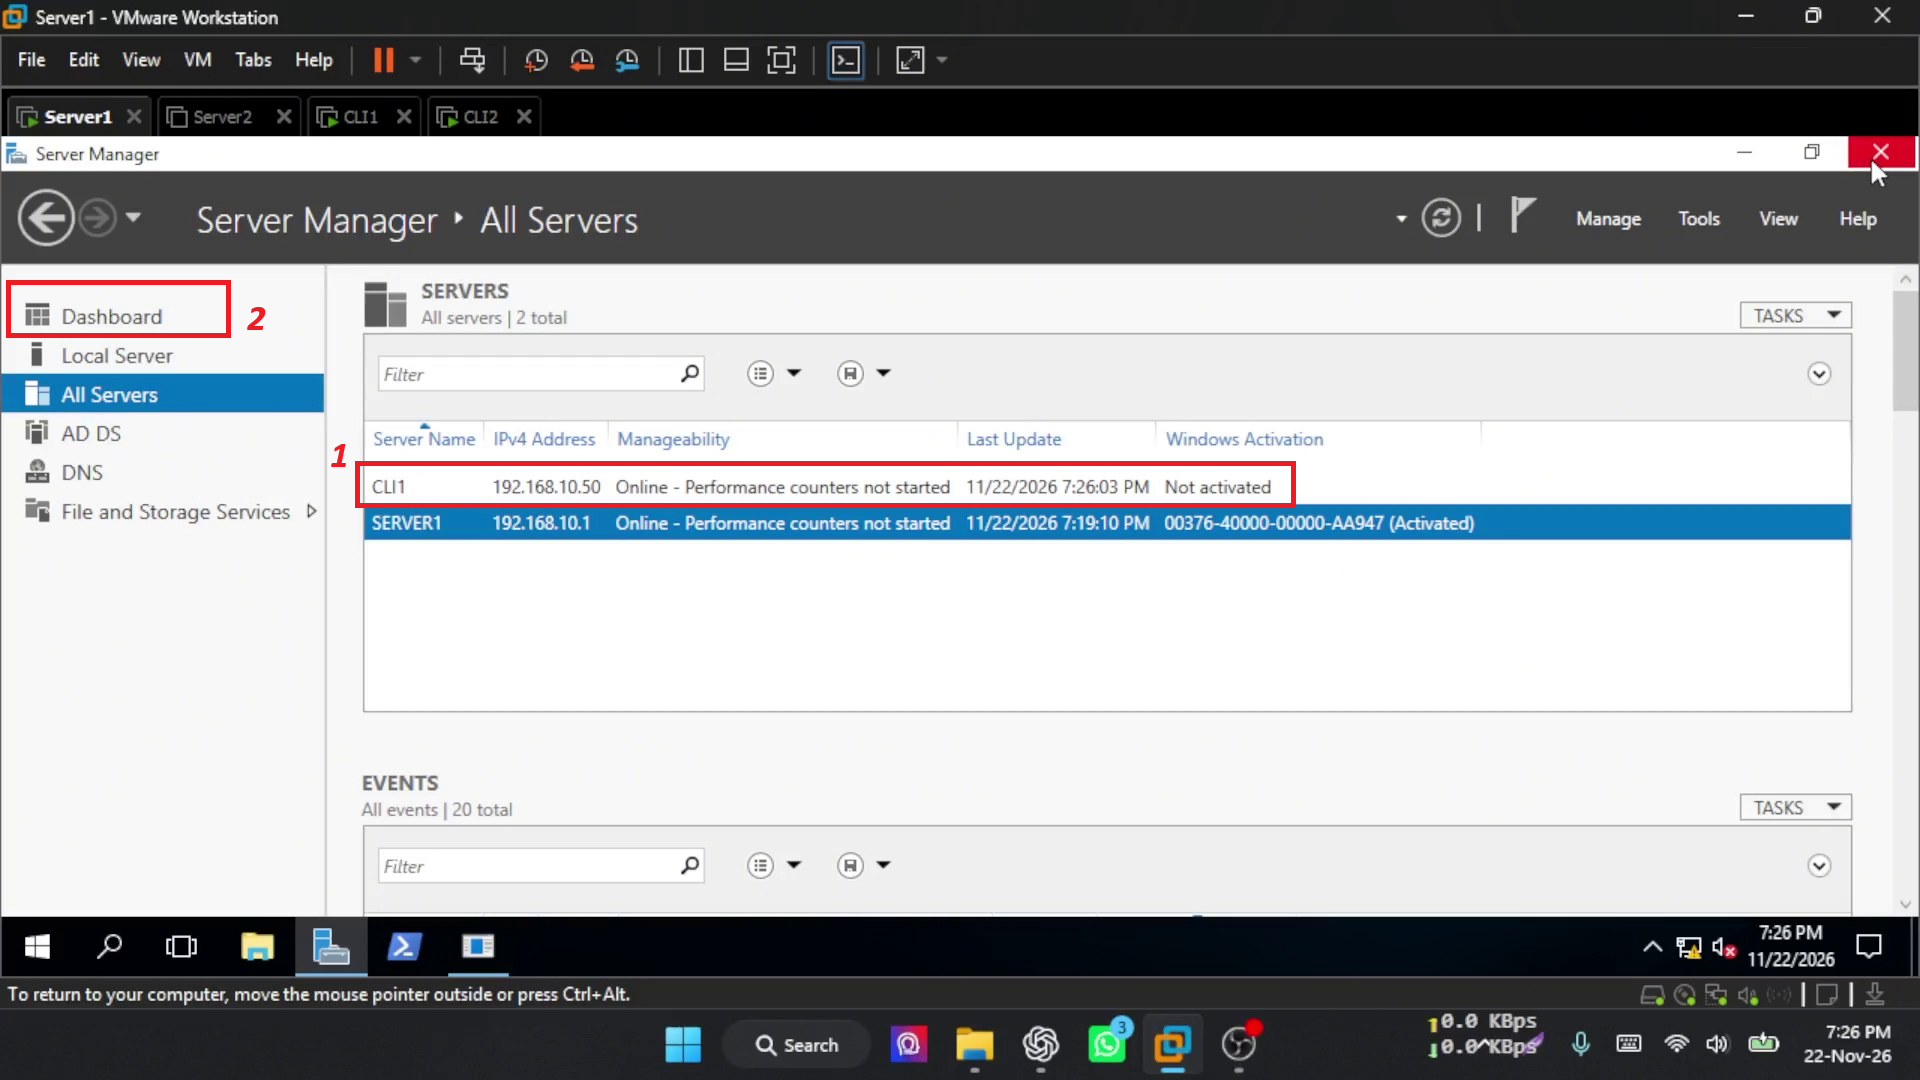 Server1 - VMware Workstation
File Edit View VM Tabs Help
Server1 Server2 CLI1 CLI2
Server Manager
Server Manager All Servers
Manage Tools View Help
Dashboard 2
Local Server
All Servers
AD DS
DNS
File and Storage Services
SERVERS
All servers | 2 total
TASKS
Filter
Server Name IPv4 Address Manageability Last Update Windows Activation
1
CLI1 192.168.10.50 Online - Performance counters not started 11/22/2026 7:26:03 PM Not activated
SERVER1 192.168.10.1 Online - Performance counters not started 11/22/2026 7:19:10 PM 00376-40000-00000-AA947 (Activated)
EVENTS
All events | 20 total
TASKS
Filter
7:26 PM
11/22/2026
To return to your computer, move the mouse pointer outside or press Ctrl+Alt.
Search
3
0.0 KBps
0.0 KBps
7:26 PM
22-Nov-26